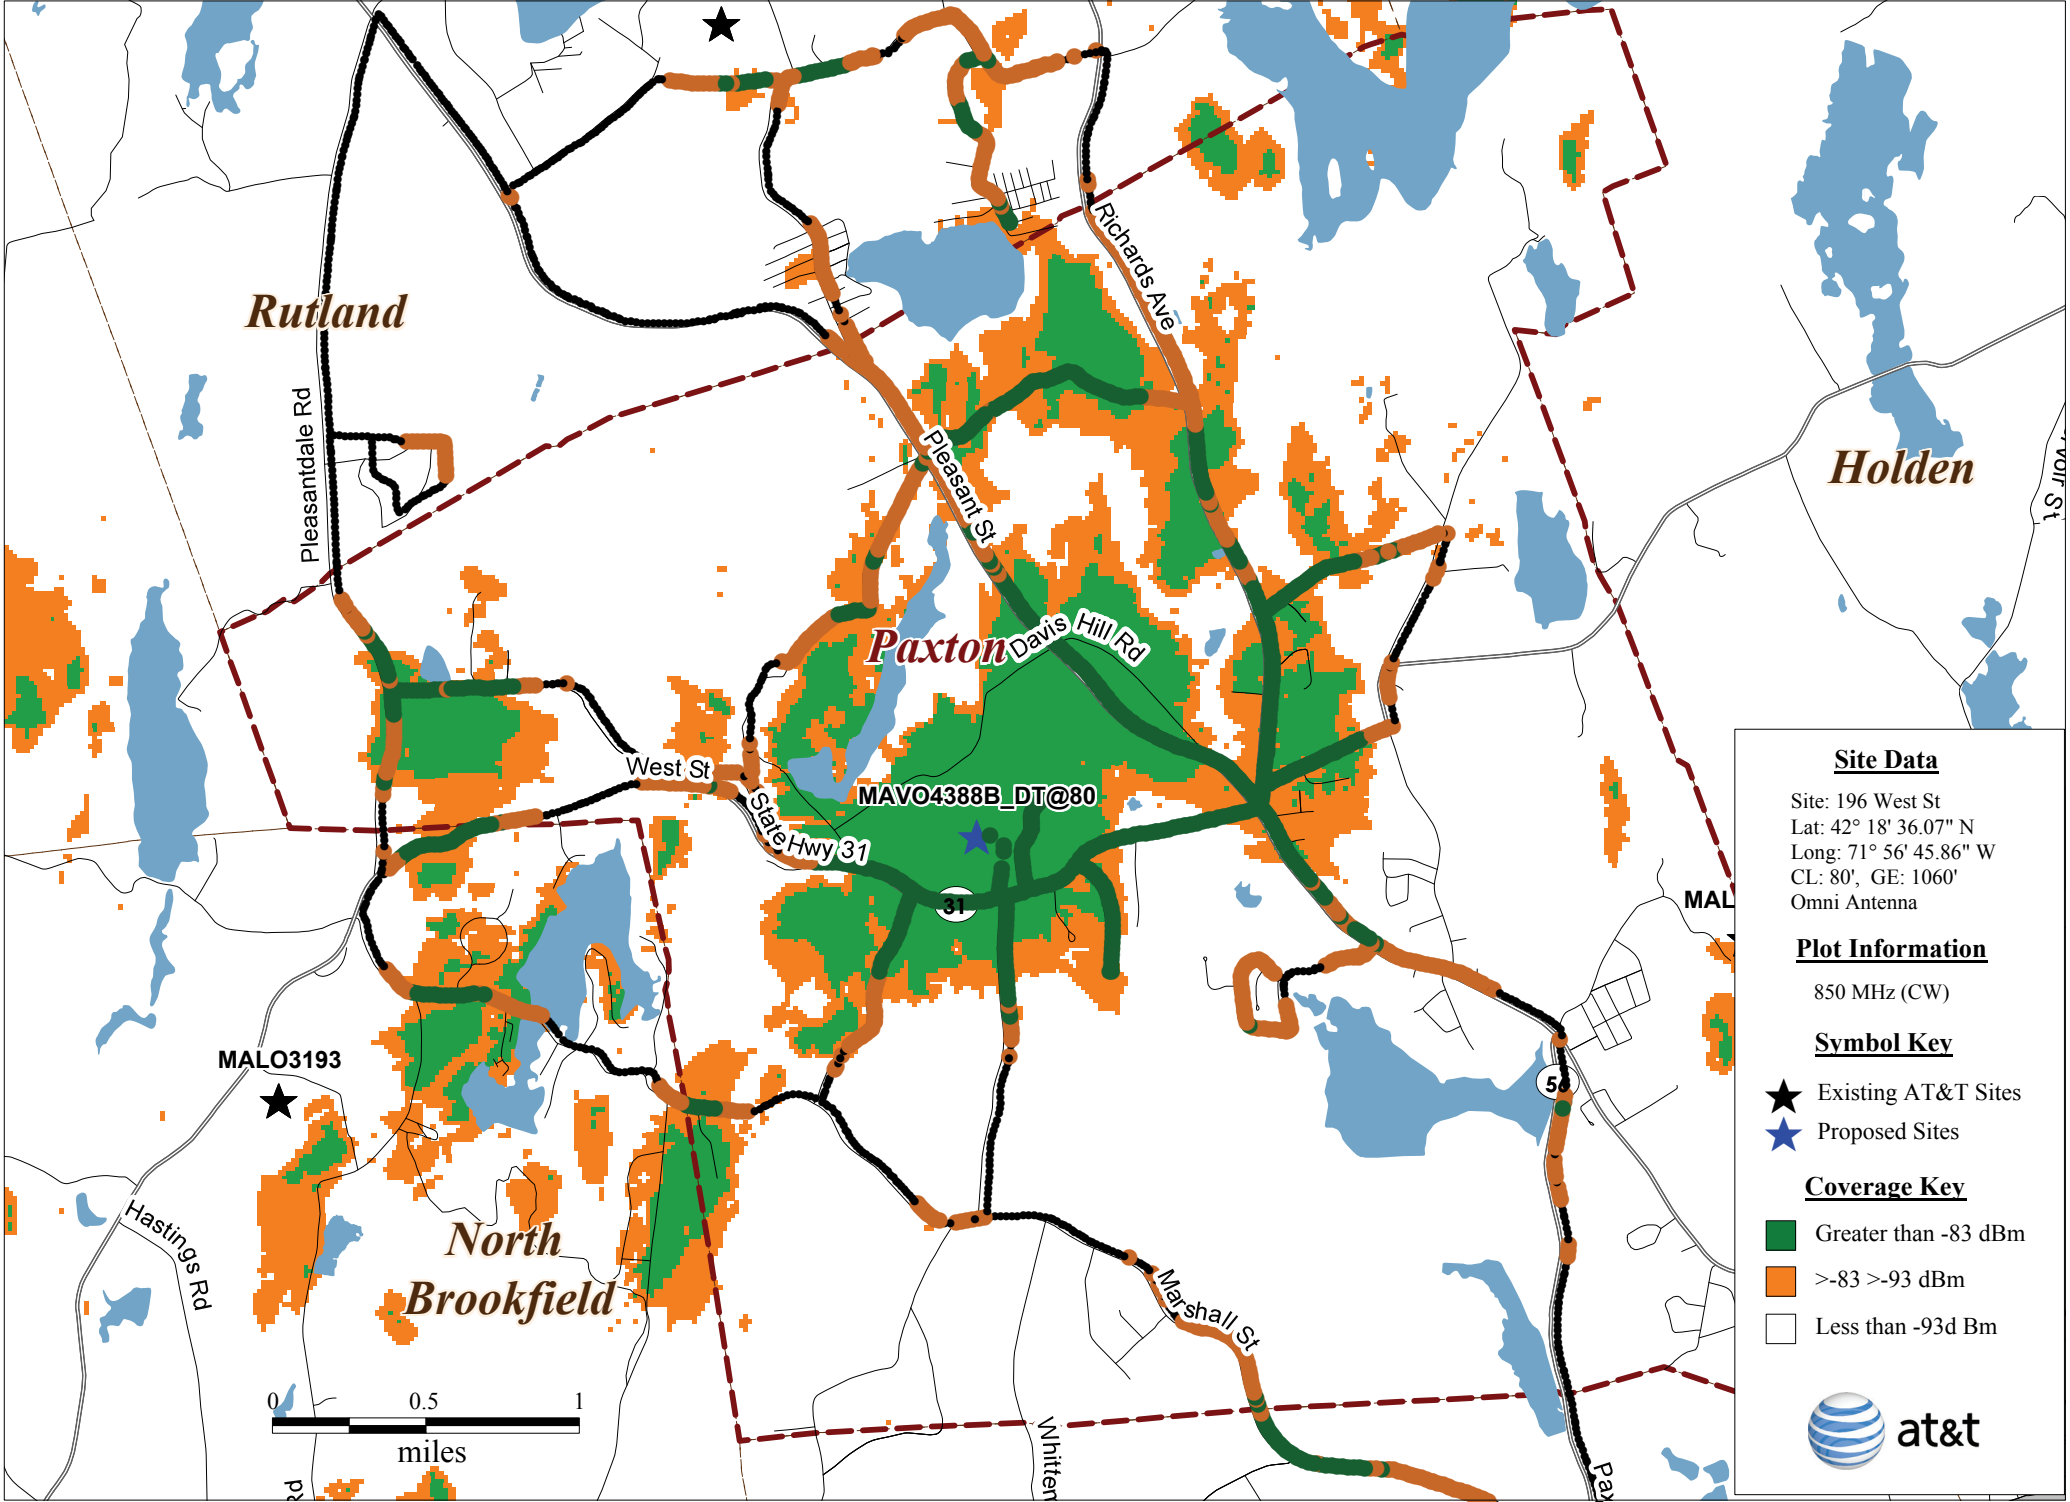 Rutland
Richards Ave
Pleasantdale Rd
Pleasant St
Holden
Paxton
Davis Hill Rd
West St
MAVO4388B_DT@80
State Hwy 31
31
MAL
MALO3193
Hastings Rd
North
Brookfield
Marshall St
0 0.5 1
miles
Whittem
Rd
Pax
Site Data
Site: 196 West St
Lat: 42° 18' 36.07" N
Long: 71° 56' 45.86" W
CL: 80', GE: 1060'
Omni Antenna
Plot Information
850 MHz (CW)
Symbol Key
Existing AT&T Sites
Proposed Sites
Coverage Key
Greater than -83 dBm
>-83 >-93 dBm
Less than -93d Bm
at&t